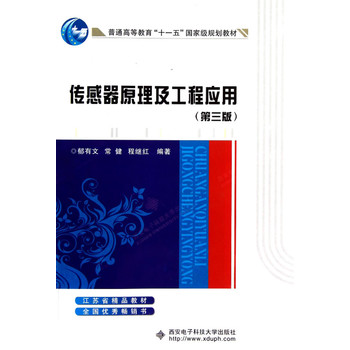 普通高等教育“十一五”国家级规划教材
传感器原理及工程应用
(第三版)
郁有文 常 健 程继红 编著
CHUANGANQIYUANLI
JIGONGCHENGYINGYONG
江苏省精品教材
全国优秀畅销书
西安电子科技大学出版社
http://www.xduph.com